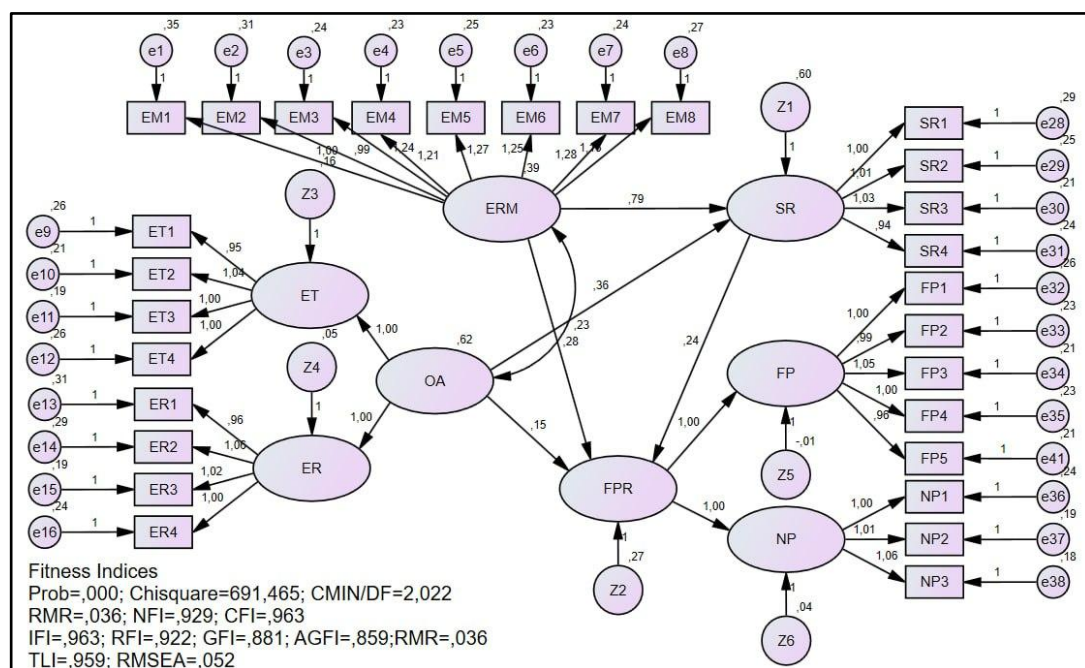 ,35 ,31 ,24 ,23 ,25 ,23 ,24 ,27
e1 e2 e3 e4 e5 e6 e7 e8
1 1 1 1 1 1 1 1
EM1 EM2 EM3 EM4 EM5 EM6 EM7 EM8
1,00 ,99 1,24 1,21 1,27 1,25 1,28
,16
,39
ERM
,60
Z1
1
SR
,79
1,00 SR1 1 e28 ,29
1,01 SR2 1 e29 ,25
1,03 SR3 1 e30 ,21
,94 SR4 1 e31 ,24
Z3
1
ET
,26 e9 1 ET1 ,95
,21 e10 1 ET2 1,04
,19 e11 1 ET3 1,00
,26 e12 1 ET4 1,00
,36
,23
,28
,24
1,00
,62
OA
,05
Z4
1
1,00
ER
,31 e13 1 ER1 ,96
,29 e14 1 ER2 1,06
,19 e15 1 ER3 1,02
,24 e16 1 ER4 1,00
,15
FPR
1
,27
Z2
1,00
FP
1
-,01
Z5
1,00 FP1 1 e32 ,26
,99 FP2 1 e33 ,23
1,05 FP3 1 e34 ,21
1,00 FP4 1 e35 ,23
,96 FP5 1 e41 ,21
1,00
NP
1
,04
Z6
1,00 NP1 1 e36 ,24
1,01 NP2 1 e37 ,19
1,06 NP3 1 e38 ,18
Fitness Indices
Prob=,000; Chisquare=691,465; CMIN/DF=2,022
RMR=,036; NFI=,929; CFI=,963
IFI=,963; RFI=,922; GFI=,881; AGFI=,859;RMR=,036
TLI=,959; RMSEA=,052